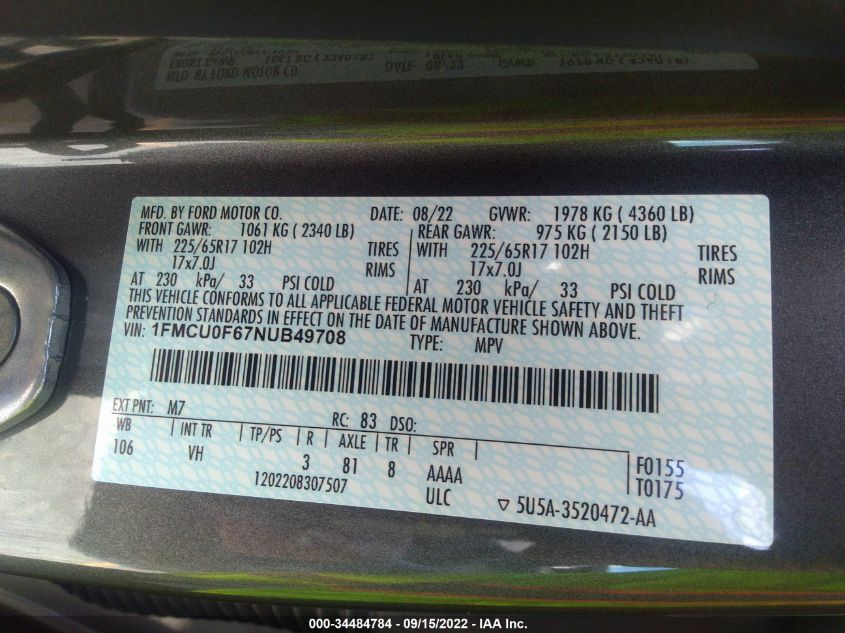 MFD. BY FORD MOTOR CO. DATE: 08/22 GVWR: 1978 KG ( 4360 LB)
FRONT GAWR: 1061 KG ( 2340 LB) REAR GAWR: 975 KG ( 2150 LB)
WITH 225/65R17 102H TIRES WITH 225/65R17 102H TIRES
17x7.0J RIMS 17x7.0J RIMS
AT 230 kPa/ 33 PSI COLD AT 230 kPa/ 33 PSI COLD
THIS VEHICLE CONFORMS TO ALL APPLICABLE FEDERAL MOTOR VEHICLE SAFETY AND THEFT
PREVENTION STANDARDS IN EFFECT ON THE DATE OF MANUFACTURE SHOWN ABOVE.
VIN: 1FMCU0F67NUB49708 TYPE: MPV
EXT PNT: M7 RC: 83 DSO:
WB INT TR TP/PS R AXLE TR SPR
106 VH 3 81 8 AAAA F0155
1202208307507 ULC T0175
▽ 5U5A-3520472-AA
000-34484784 - 09/15/2022 - IAA Inc.